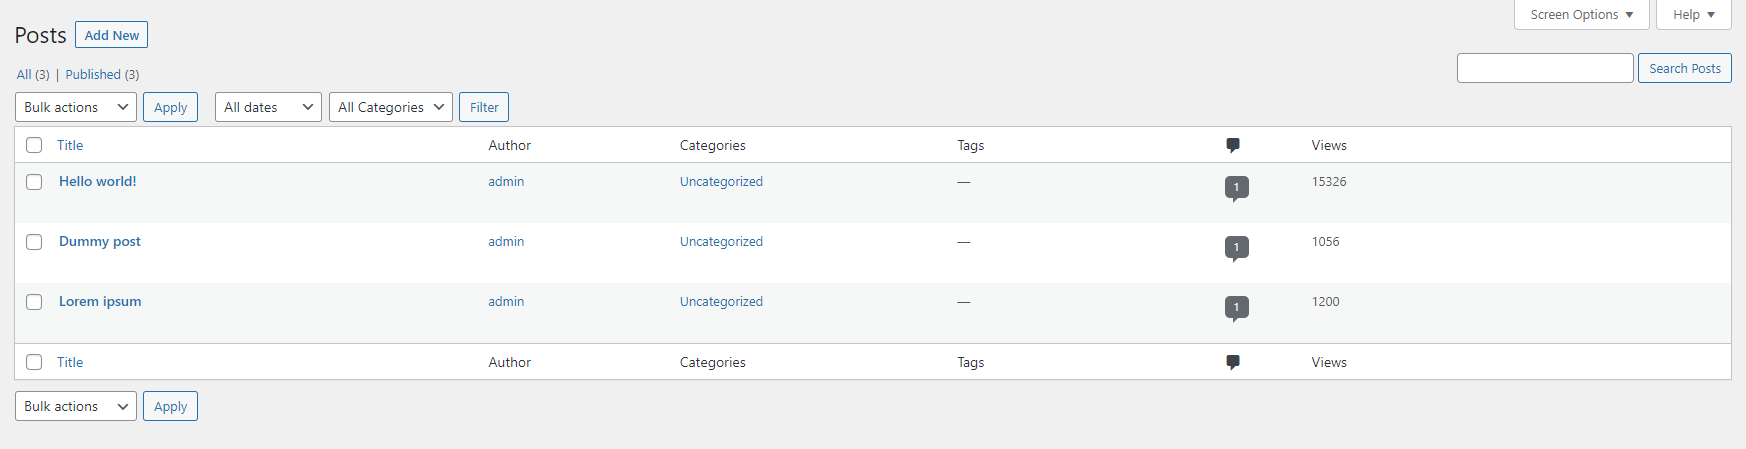 Screen Options ▼ Help ▼
Posts Add New
All (3) | Published (3)
Search Posts
Bulk actions Apply All dates All Categories Filter
Title Author Categories Tags Views
Hello world! admin Uncategorized — 1 15326
Dummy post admin Uncategorized — 1 1056
Lorem ipsum admin Uncategorized — 1 1200
Title Author Categories Tags Views
Bulk actions Apply